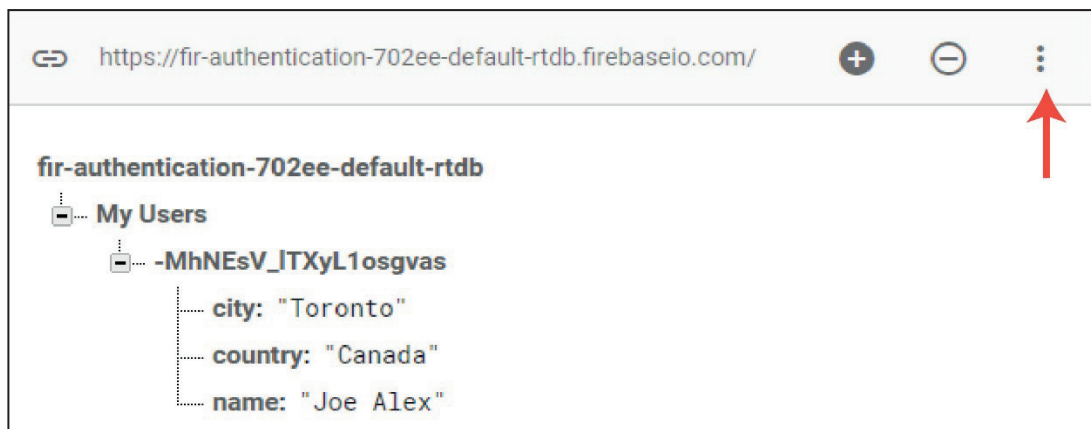 https://fir-authentication-702ee-default-rtdb.firebaseio.com/
fir-authentication-702ee-default-rtdb
My Users
-MhNEsV_lTXyL1osgvas
city: "Toronto"
country: "Canada"
name: "Joe Alex"